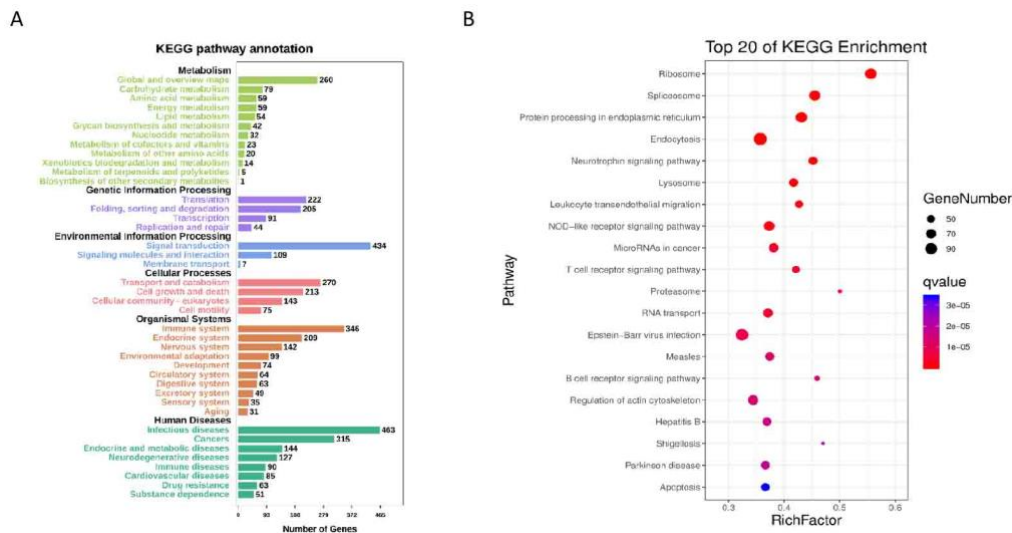 A
B
KEGG pathway annotation
Metabolism
Global and overview maps 260
Carbohydrate metabolism 79
Amino acid metabolism 59
Energy metabolism 59
Lipid metabolism 54
Glycan biosynthesis and metabolism 42
Nucleotide metabolism 32
Metabolism of cofactors and vitamins 23
Metabolism of other amino acids 20
Xenobiotics biodegradation and metabolism 14
Metabolism of terpenoids and polyketides 5
Biosynthesis of other secondary metabolites 1
Genetic Information Processing
Translation 222
Folding, sorting and degradation 205
Transcription 91
Replication and repair 44
Environmental Information Processing
Signal transduction 434
Signaling molecules and interaction 109
Membrane transport 7
Cellular Processes
Transport and catabolism 270
Cell growth and death 213
Cellular community - eukaryotes 143
Cell motility 75
Organismal Systems
Immune system 346
Endocrine system 209
Nervous system 142
Environmental adaptation 99
Development 74
Circulatory system 64
Digestive system 63
Excretory system 49
Sensory system 35
Aging 31
Human Diseases
Infectious diseases 463
Cancers 315
Endocrine and metabolic diseases 144
Neurodegenerative diseases 127
Immune diseases 90
Cardiovascular diseases 85
Drug resistance 63
Substance dependence 51
0 93 186 279 372 465
Number of Genes
Top 20 of KEGG Enrichment
Pathway
Ribosome
Spliceosome
Protein processing in endoplasmic reticulum
Endocytosis
Neurotrophin signaling pathway
Lysosome
Leukocyte transendothelial migration
NOD-like receptor signaling pathway
MicroRNAs in cancer
T cell receptor signaling pathway
Proteasome
RNA transport
Epstein-Barr virus infection
Measles
B cell receptor signaling pathway
Regulation of actin cytoskeleton
Hepatitis B
Shigellosis
Parkinson disease
Apoptosis
0.3 0.4 0.5 0.6
RichFactor
GeneNumber
50
70
90
qvalue
3e-05
2e-05
1e-05